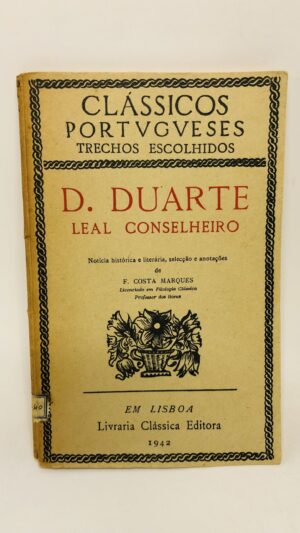 CLÁSSICOS
PORTVGVESES
TRECHOS ESCOLHIDOS
D. DUARTE
LEAL CONSELHEIRO
Notícia histórica e literária, selecção e anotações
de
F. COSTA MARQUES
Licenciado em Filologia Clássica
Professor dos liceus
EM LISBOA
Livraria Clássica Editora
1942